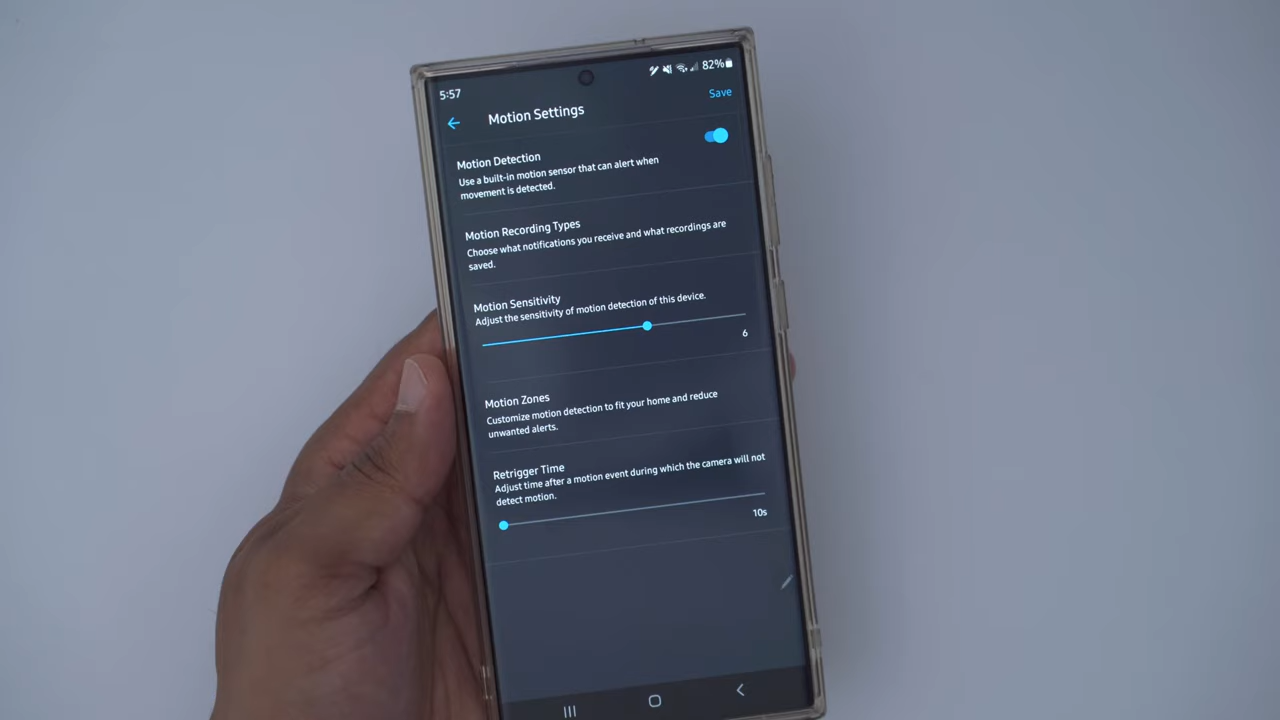 5:57
82%
Save
Motion Settings
Motion Detection
Use a built-in motion sensor that can alert when
movement is detected.
Motion Recording Types
Choose what notifications you receive and what recordings are
saved.
Motion Sensitivity
Adjust the sensitivity of motion detection of this device.
6
Motion Zones
Customize motion detection to fit your home and reduce
unwanted alerts.
Retrigger Time
Adjust time after a motion event during which the camera will not
detect motion.
10s